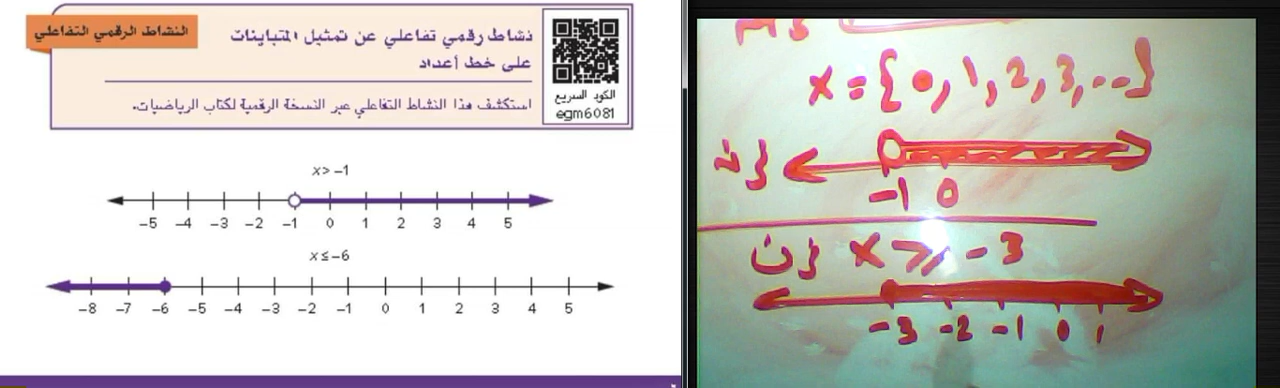 النشاط الرقمي التفاعلي
نشاط رقمي تفاعلي عن تمثيل المتباينات
على خط أعداد
استكشف هذا النشاط التفاعلي عبر النسخة الرقمية لكتاب الرياضيات.
الكود السريع
egm6081
x > −1
−5 −4 −3 −2 −1 0 1 2 3 4 5
x ≤ −6
−8 −7 −6 −5 −4 −3 −2 −1 0 1 2 3 4 5
x = {0, 1, 2, 3, ...}
ن
-1 0
ن x ⩾ -3
-3 -2 -1 0 1